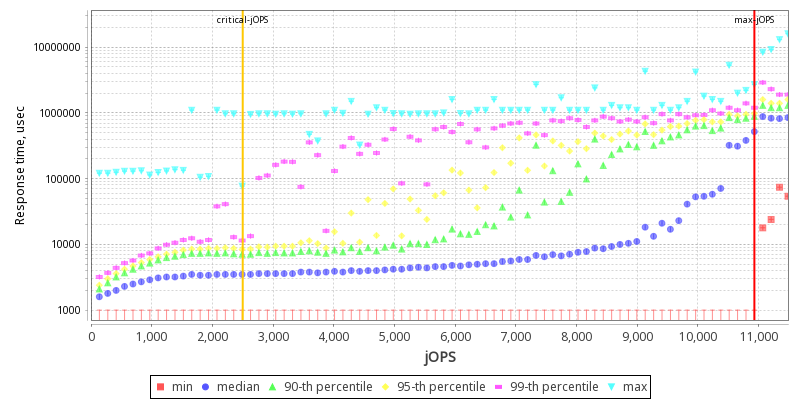 critical-jOPS
max-jOPS
10000000
1000000
100000
10000
1000
Response time, usec
0
1,000
2,000
3,000
4,000
5,000
6,000
7,000
8,000
9,000
10,000
11,000
jOPS
min
median
90-th percentile
95-th percentile
99-th percentile
max